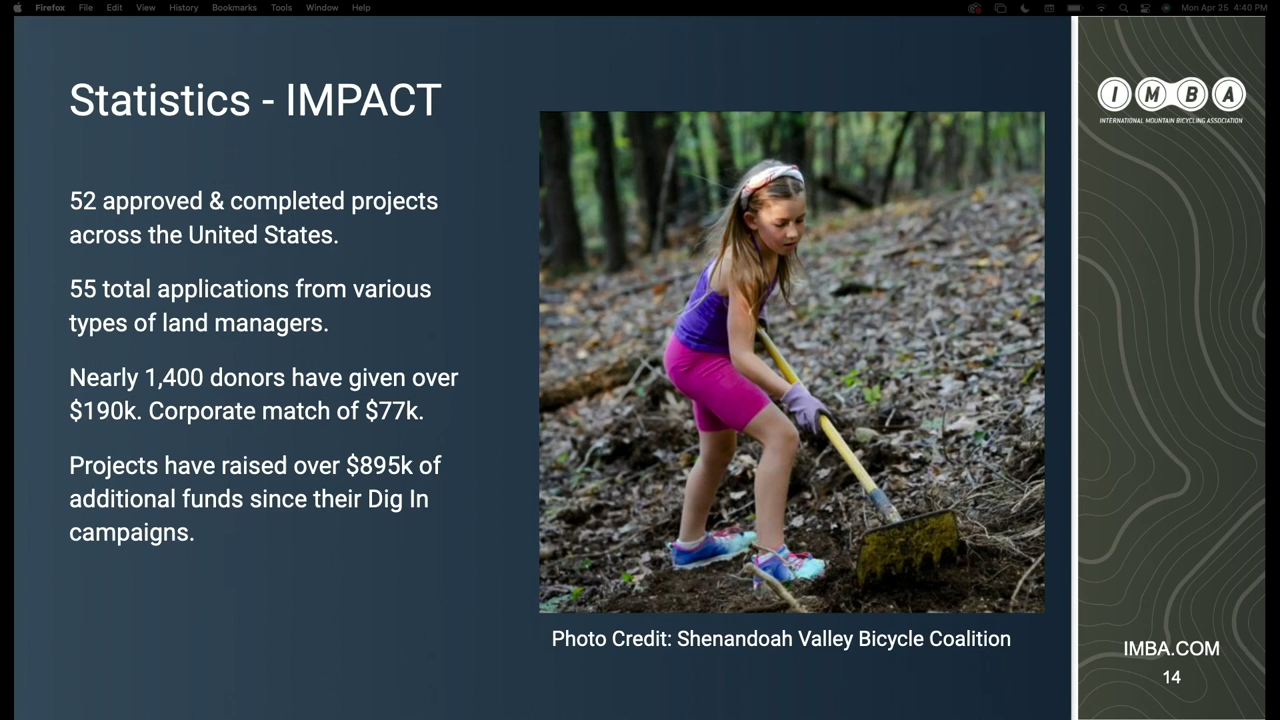 Firefox File Edit View History Bookmarks Tools Window Help
Mon Apr 25 4:40 PM
Statistics - IMPACT
52 approved & completed projects
across the United States.
55 total applications from various
types of land managers.
Nearly 1,400 donors have given over
$190k. Corporate match of $77k.
Projects have raised over $895k of
additional funds since their Dig In
campaigns.
Photo Credit: Shenandoah Valley Bicycle Coalition
IMBA
INTERNATIONAL MOUNTAIN BICYCLING ASSOCIATION
IMBA.COM
14